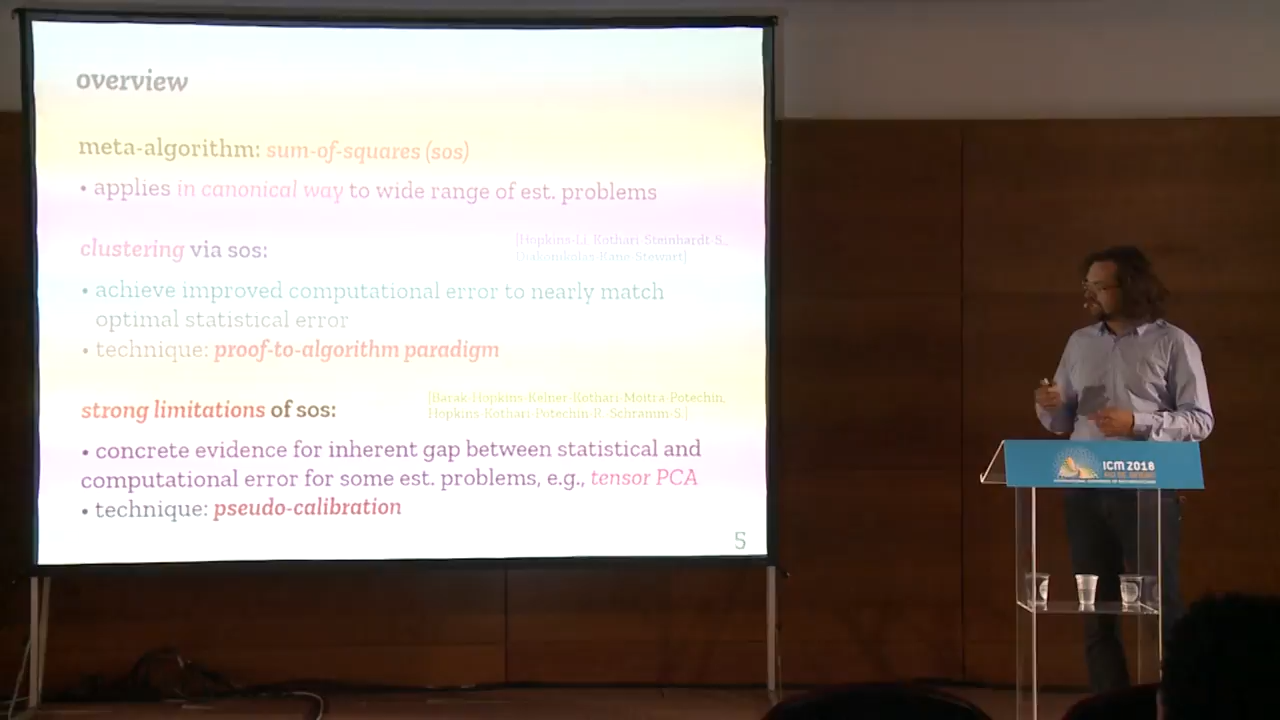 overview
meta-algorithm: sum-of-squares (sos)
• applies in canonical way to wide range of est. problems
clustering via sos:
[Hopkins-Li, Kothari-Steinhardt-S.,
Diakonikolas-Kane-Stewart]
• achieve improved computational error to nearly match
optimal statistical error
• technique: proof-to-algorithm paradigm
strong limitations of sos:
[Barak-Hopkins-Kelner-Kothari-Moitra-Potechin,
Hopkins-Kothari-Potechin-R.-Schramm-S.]
• concrete evidence for inherent gap between statistical and
computational error for some est. problems, e.g., tensor PCA
• technique: pseudo-calibration
5
ICM 2018